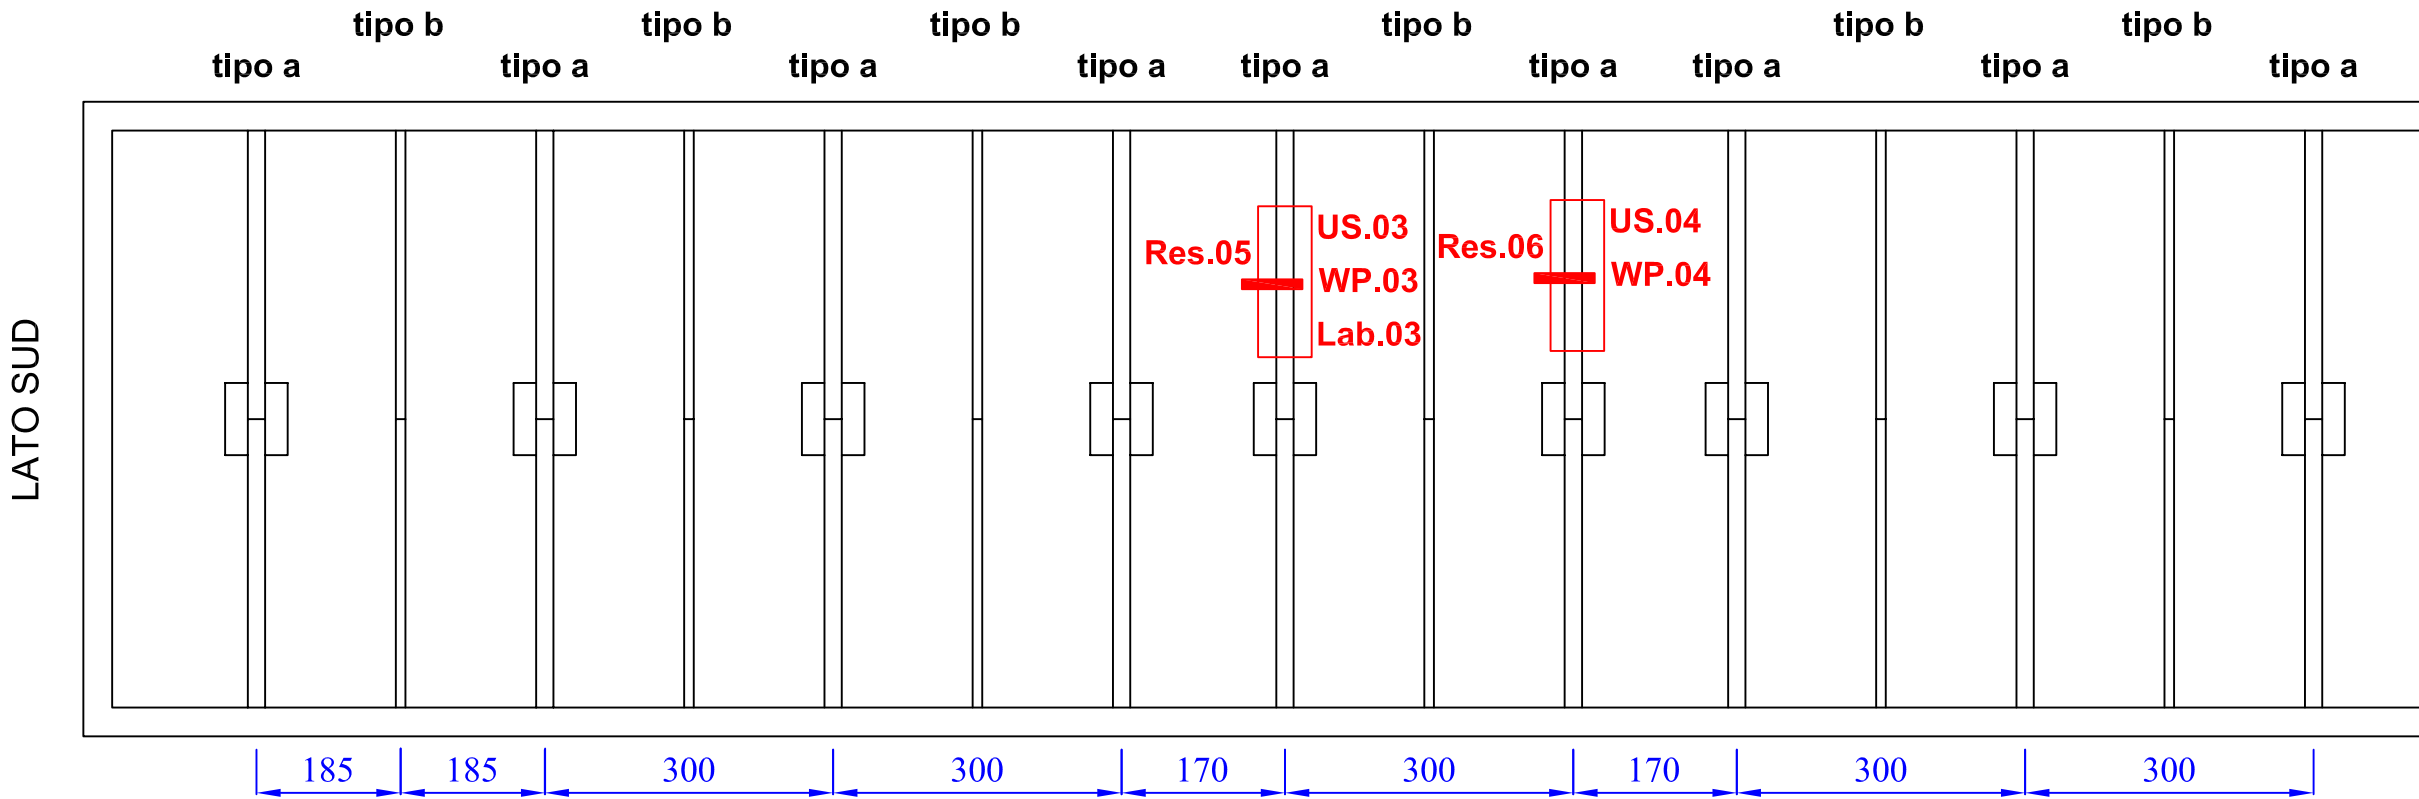 tipo b tipo b tipo b tipo b tipo b tipo b
tipo a tipo a tipo a tipo a tipo a tipo a tipo a tipo a tipo a
US.03
US.04
Res.05
Res.06
WP.03
WP.04
Lab.03
LATO SUD
185 185 300 300 170 300 170 300 300